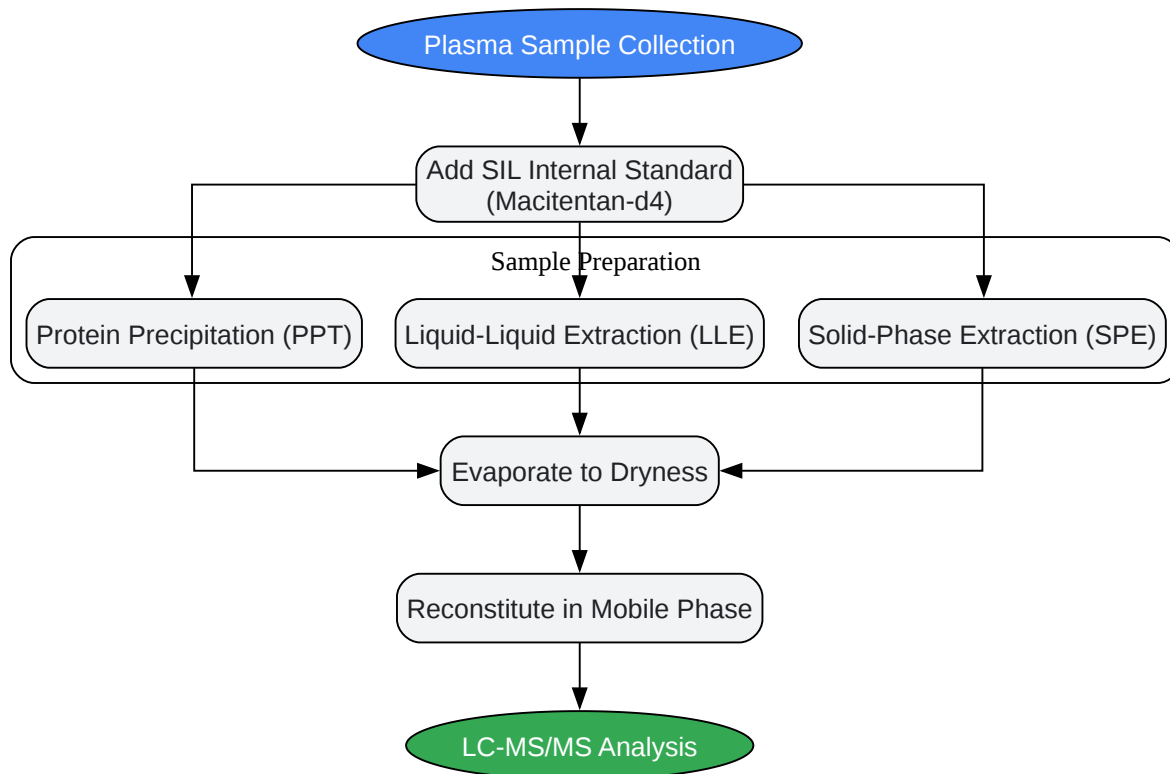 Plasma Sample Collection
Add SIL Internal Standard
(Macitentan-d4)
Sample Preparation
Protein Precipitation (PPT)
Liquid-Liquid Extraction (LLE)
Solid-Phase Extraction (SPE)
Evaporate to Dryness
Reconstitute in Mobile Phase
LC-MS/MS Analysis